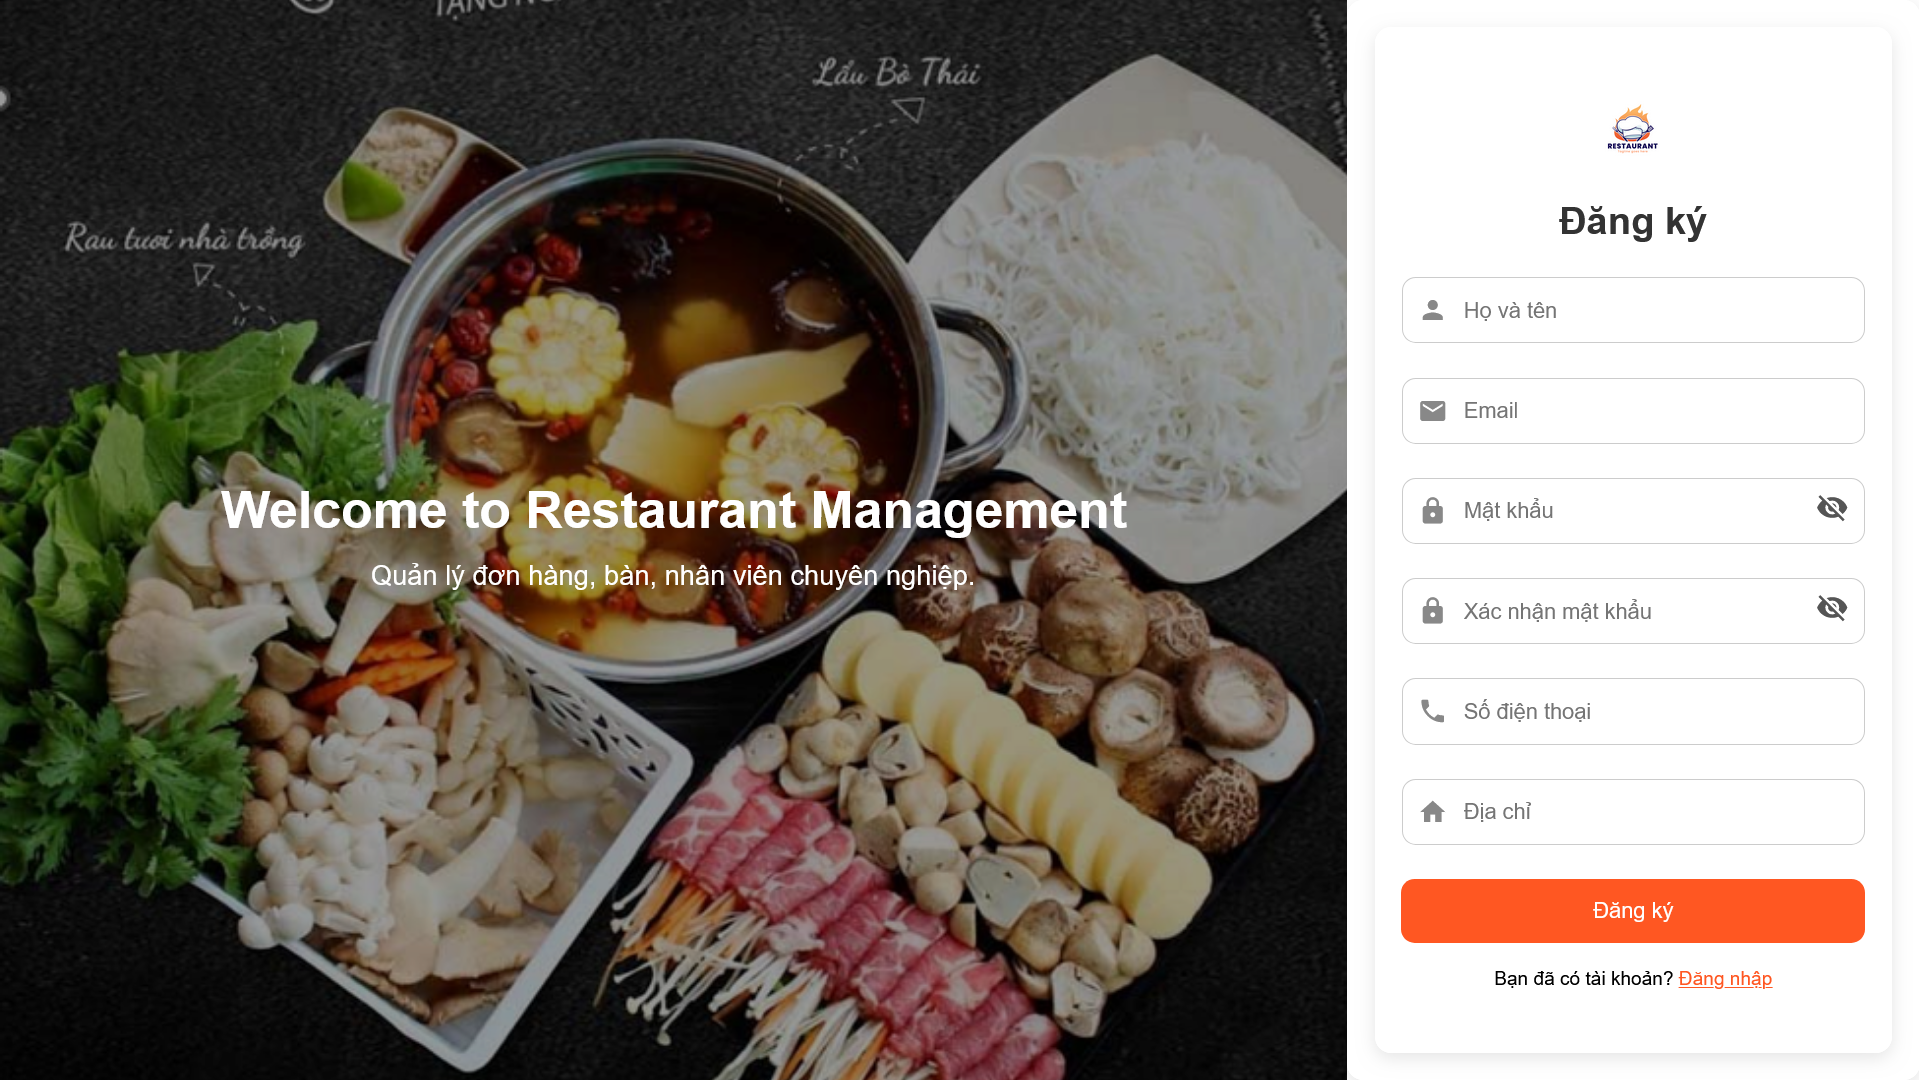 TẶNG
Lẩu Bò Thái
Rau tươi nhà trồng
Welcome to Restaurant Management
Quản lý đơn hàng, bàn, nhân viên chuyên nghiệp.
RESTAURANT
Đăng ký
Họ và tên
Email
Mật khẩu
Xác nhận mật khẩu
Số điện thoại
Địa chỉ
Đăng ký
Bạn đã có tài khoản? Đăng nhập